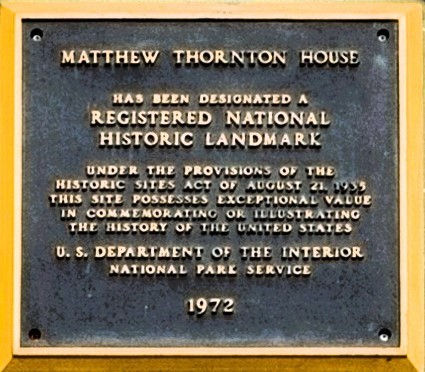 MATTHEW THORNTON HOUSE
HAS BEEN DESIGNATED A
REGISTERED NATIONAL
HISTORIC LANDMARK
UNDER THE PROVISIONS OF THE
HISTORIC SITES ACT OF AUGUST 21, 1935
THIS SITE POSSESSES EXCEPTIONAL VALUE
IN COMMEMORATING OR ILLUSTRATING
THE HISTORY OF THE UNITED STATES
U. S. DEPARTMENT OF THE INTERIOR
NATIONAL PARK SERVICE
1972